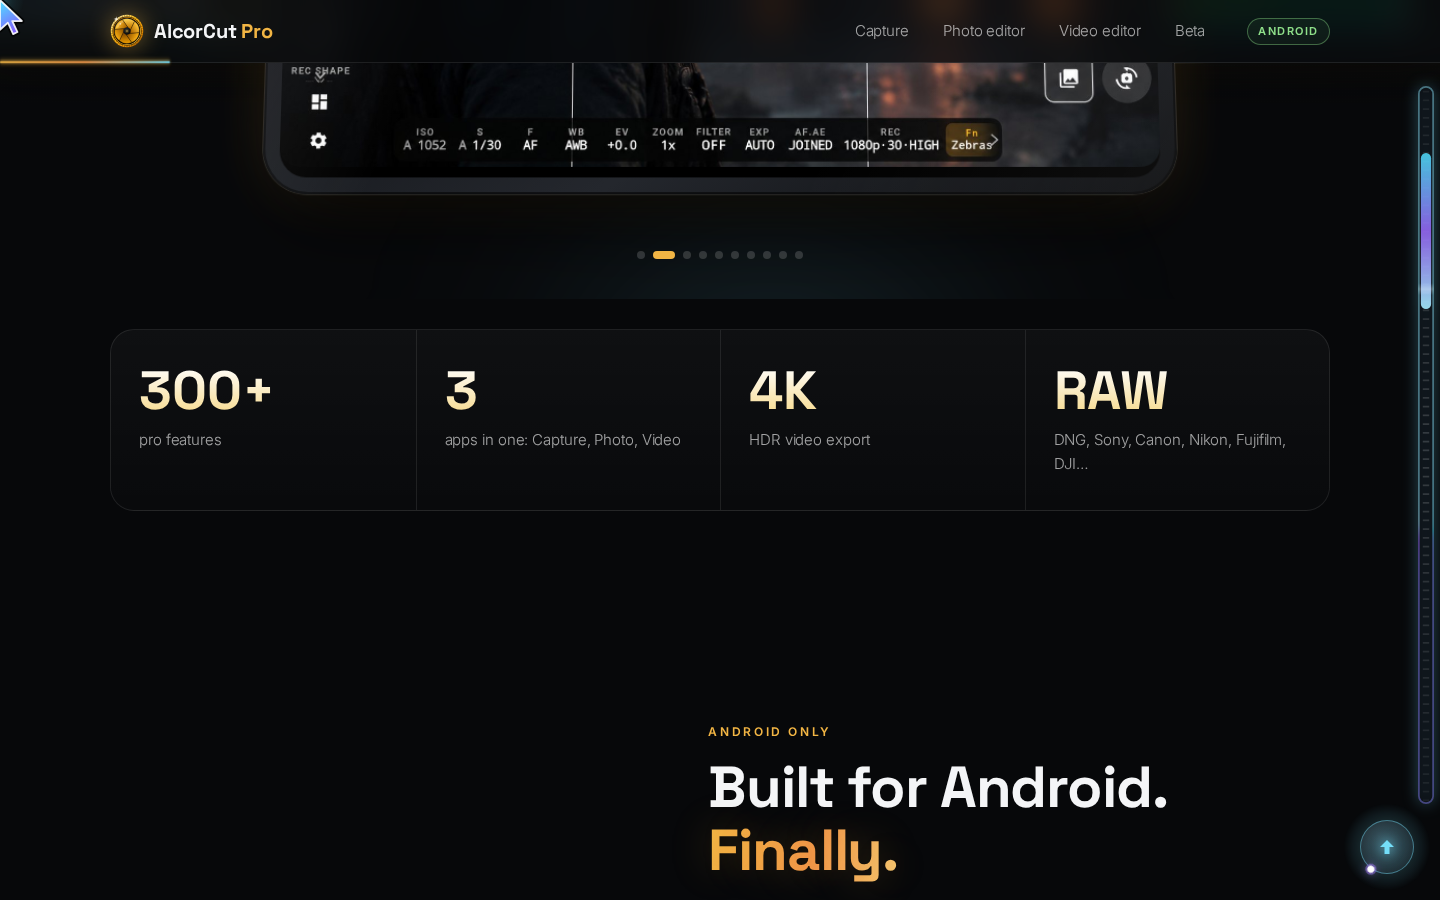 AlcorCut Pro
Capture
Photo editor
Video editor
Beta
ANDROID
REC SHAPE
ISO S F WB EV ZOOM FILTER EXP AF.AE REC Fn
A 1052 A 1/30 AF AWB +0.0 1x OFF AUTO JOINED 1080p·30·HIGH Zebras
300+
pro features
3
apps in one: Capture, Photo, Video
4K
HDR video export
RAW
DNG, Sony, Canon, Nikon, Fujifilm,
DJI…
ANDROID ONLY
Built for Android.
Finally.